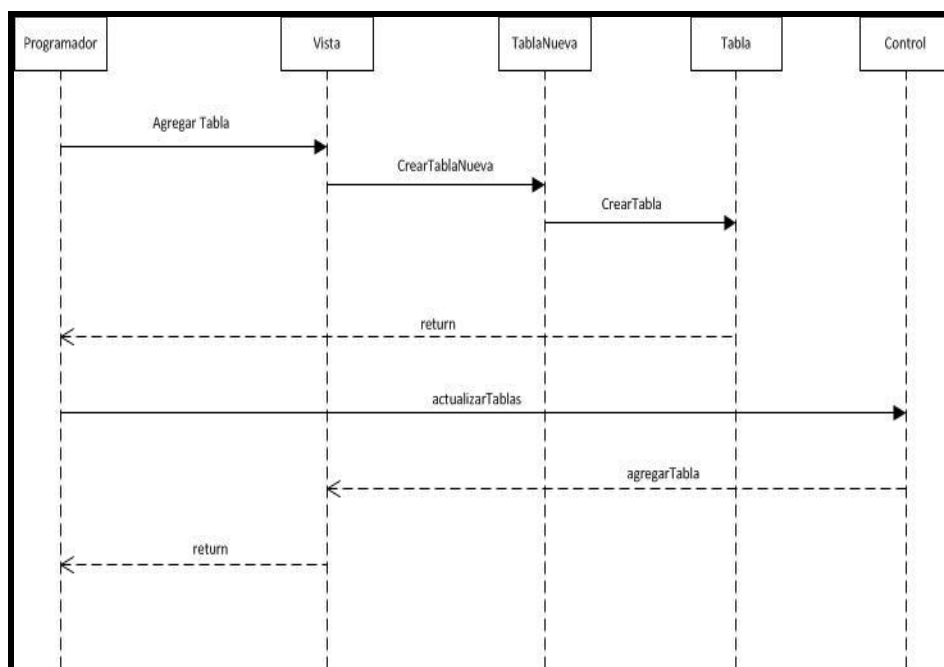 Programador
Vista
TablaNueva
Tabla
Control
Agregar Tabla
CrearTablaNueva
CrearTabla
return
actualizarTablas
agregarTabla
return